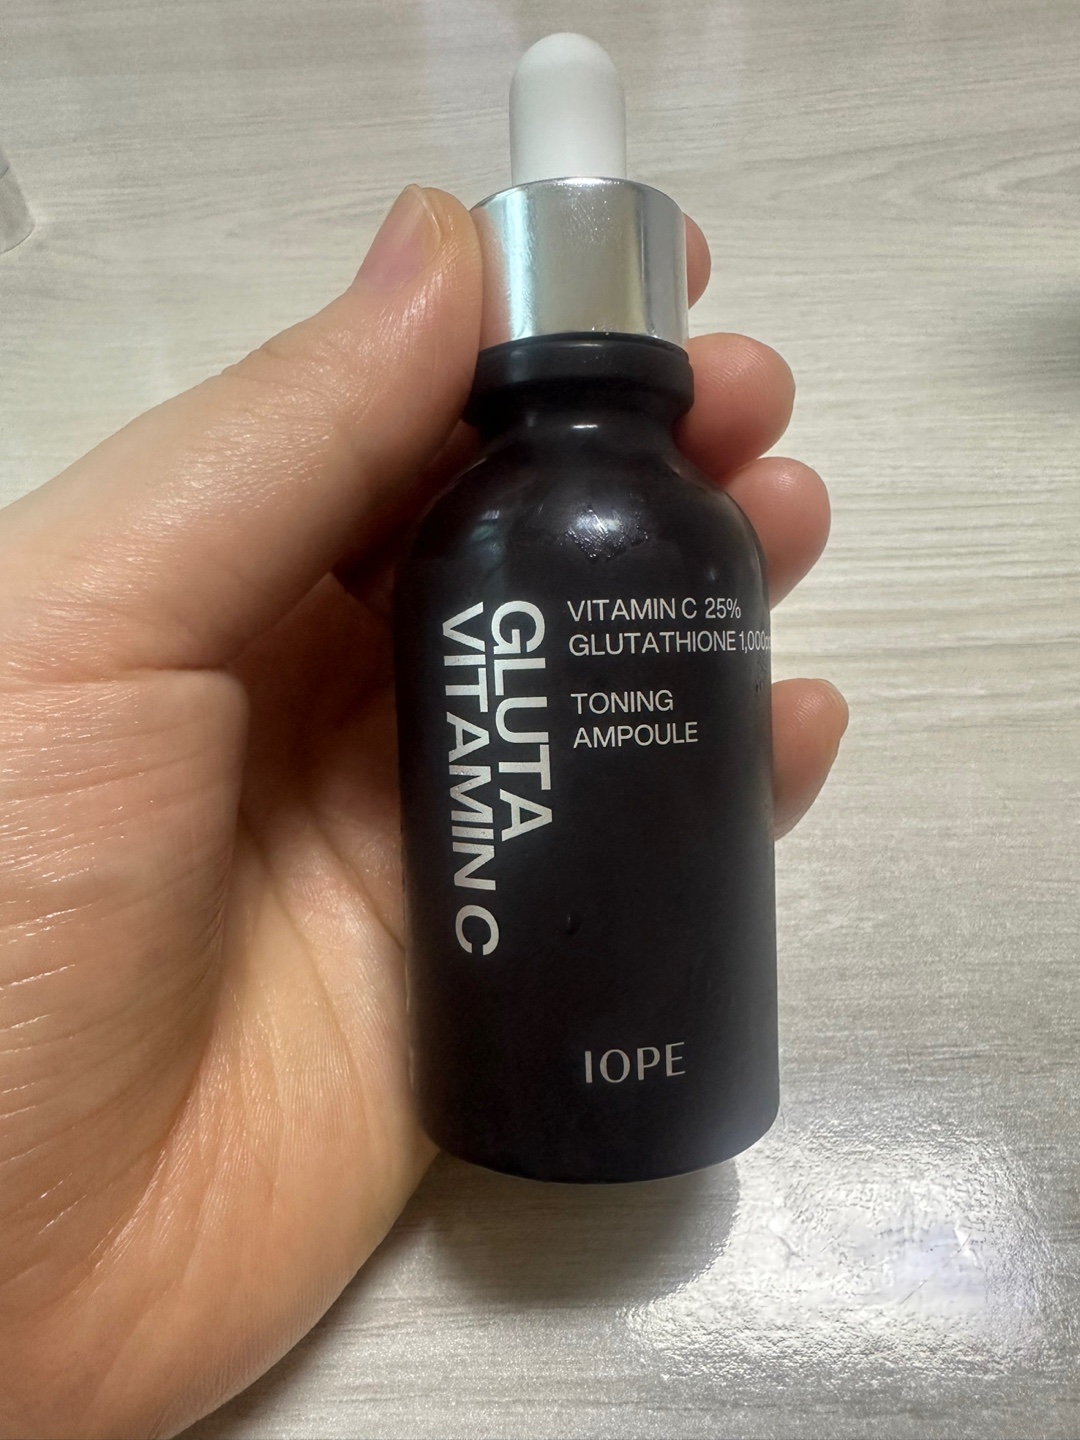 GLUTA
VITAMIN C
VITAMIN C 25%
GLUTATHIONE 1,000
TONING
AMPOULE
IOPE